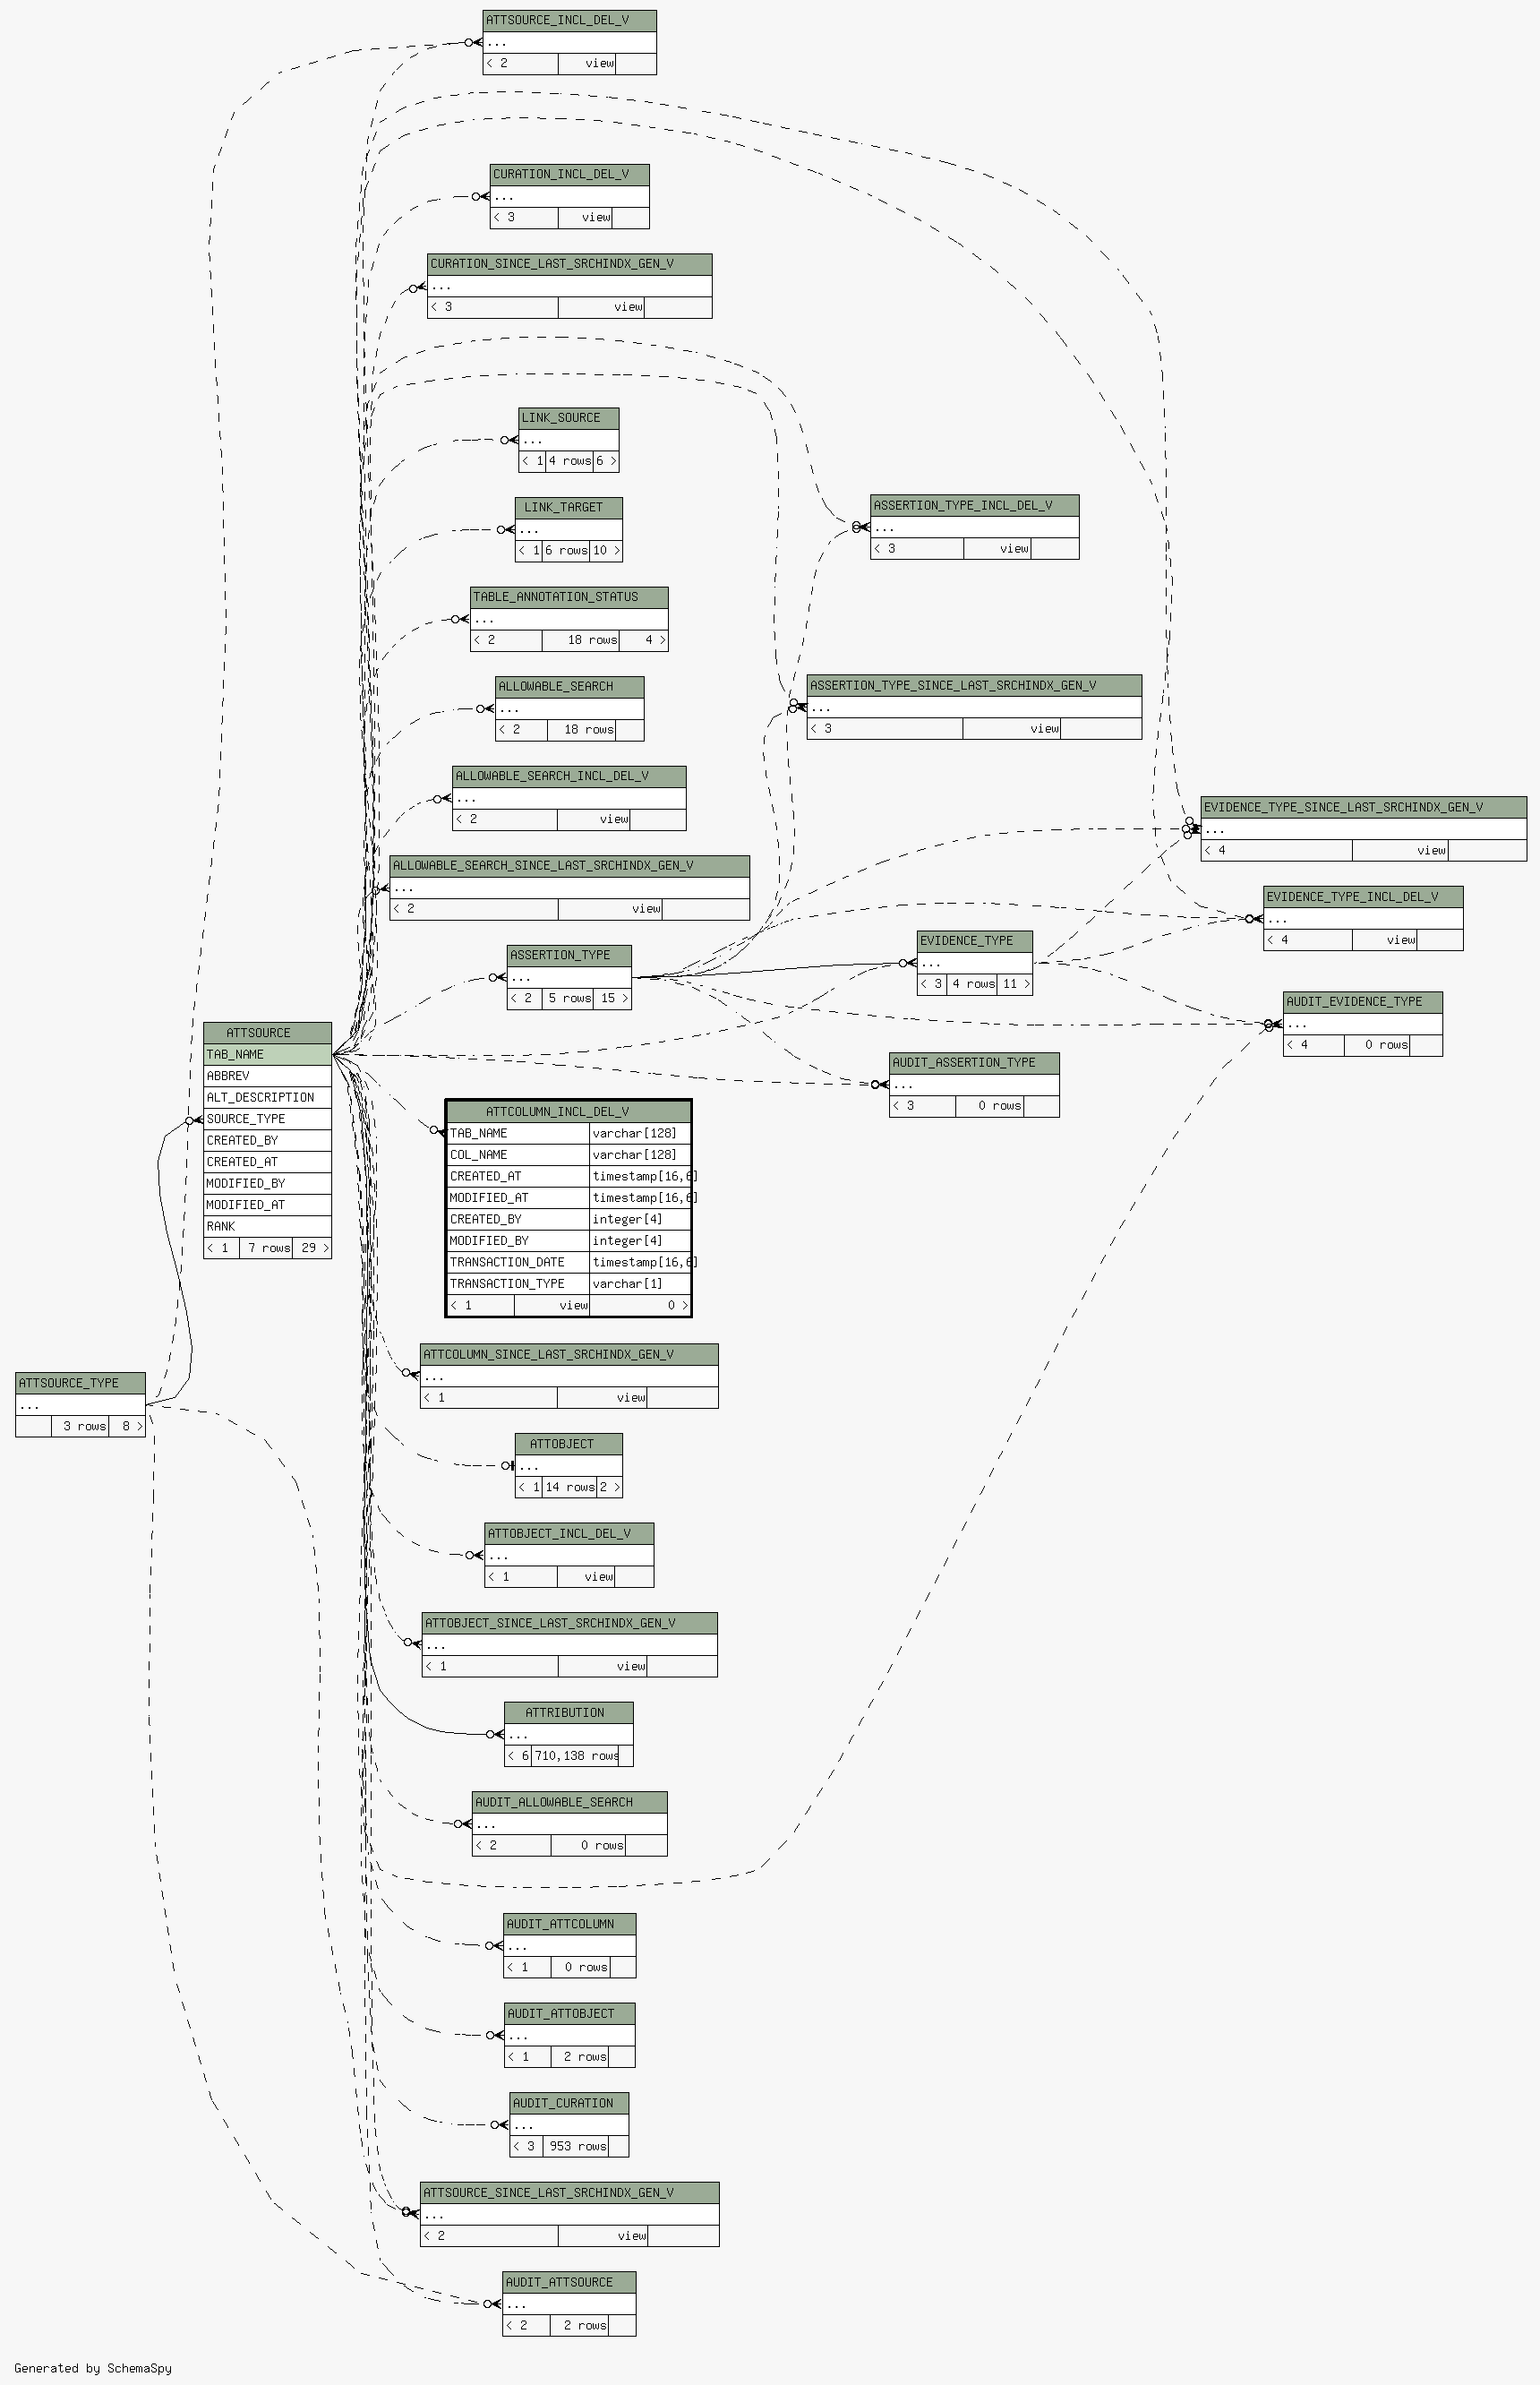 ATTSOURCE_INCL_DEL_V
...
< 2 view
CURATION_INCL_DEL_V
...
< 3 view
CURATION_SINCE_LAST_SRCHINDX_GEN_V
...
< 3 view
LINK_SOURCE
...
< 1 4 rows 6 >
LINK_TARGET
...
< 1 6 rows 10 >
TABLE_ANNOTATION_STATUS
...
< 2 18 rows 4 >
ALLOWABLE_SEARCH
...
< 2 18 rows
ALLOWABLE_SEARCH_INCL_DEL_V
...
< 2 view
ALLOWABLE_SEARCH_SINCE_LAST_SRCHINDX_GEN_V
...
< 2 view
ASSERTION_TYPE
...
< 2 5 rows 15 >
ASSERTION_TYPE_INCL_DEL_V
...
< 3 view
ASSERTION_TYPE_SINCE_LAST_SRCHINDX_GEN_V
...
< 3 view
EVIDENCE_TYPE_SINCE_LAST_SRCHINDX_GEN_V
...
< 4 view
EVIDENCE_TYPE_INCL_DEL_V
...
< 4 view
EVIDENCE_TYPE
...
< 3 4 rows 11 >
AUDIT_EVIDENCE_TYPE
...
< 4 0 rows
AUDIT_ASSERTION_TYPE
...
< 3 0 rows
ATTSOURCE
TAB_NAME
ABBREV
ALT_DESCRIPTION
SOURCE_TYPE
CREATED_BY
CREATED_AT
MODIFIED_BY
MODIFIED_AT
RANK
< 1 7 rows 29 >
ATTCOLUMN_INCL_DEL_V
TAB_NAME varchar[128]
COL_NAME varchar[128]
CREATED_AT timestamp[16,6]
MODIFIED_AT timestamp[16,6]
CREATED_BY integer[4]
MODIFIED_BY integer[4]
TRANSACTION_DATE timestamp[16,6]
TRANSACTION_TYPE varchar[1]
< 1 view 0 >
ATTSOURCE_TYPE
...
3 rows 8 >
ATTCOLUMN_SINCE_LAST_SRCHINDX_GEN_V
...
< 1 view
ATTOBJECT
...
< 1 14 rows 2 >
ATTOBJECT_INCL_DEL_V
...
< 1 view
ATTOBJECT_SINCE_LAST_SRCHINDX_GEN_V
...
< 1 view
ATTRIBUTION
...
< 6 710,138 rows
AUDIT_ALLOWABLE_SEARCH
...
< 2 0 rows
AUDIT_ATTCOLUMN
...
< 1 0 rows
AUDIT_ATTOBJECT
...
< 1 2 rows
AUDIT_CURATION
...
< 3 953 rows
ATTSOURCE_SINCE_LAST_SRCHINDX_GEN_V
...
< 2 view
AUDIT_ATTSOURCE
...
< 2 2 rows
Generated by SchemaSpy